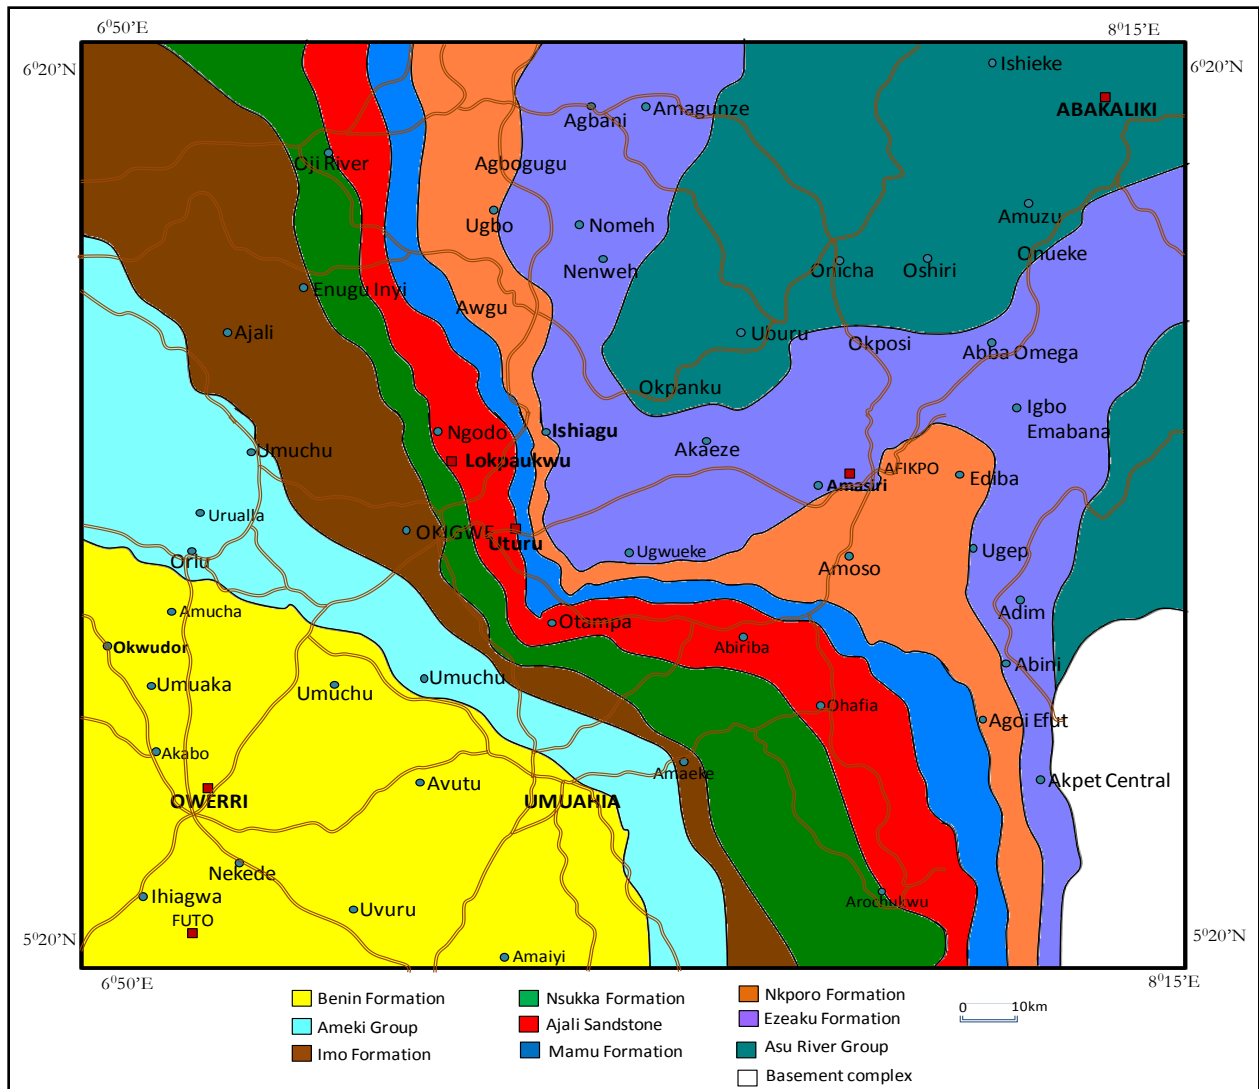 6⁰50’E
8⁰15’E
6⁰20’N
6⁰20’N
Ishieke
ABAKALIKI
Agbani
Amagunze
Oji River
Agbogugu
Ugbo
Nomeh
Amuzu
Onueke
Nenweh
Onicha
Oshiri
Enugu Inyi
Awgu
Ajali
Uburu
Okposi
Abba Omega
Okpanku
Igbo
Emabana
Ngodo
Ishiagu
Akaeze
Umuchu
Lokpaukwu
AFIKPO
Ediba
Amasiri
Urualla
OKIGWE
Uturu
Ugwueke
Ugep
Orlu
Amoso
Amucha
Adim
Otampa
Abiriba
Okwudor
Abini
Umuaka
Umuchu
Umuchu
Ohafia
Agoi Efut
Akabo
Amaeke
Avutu
Akpet Central
OWERRI
UMUAHIA
Nekede
Ihiagwa
Arochukwu
FUTO
Uvuru
Amaiyi
5⁰20’N
5⁰20’N
6⁰50’E
8⁰15’E
Benin Formation
Ameki Group
Imo Formation
Nsukka Formation
Ajali Sandstone
Mamu Formation
Nkporo Formation
Ezeaku Formation
Asu River Group
Basement complex
0 10km